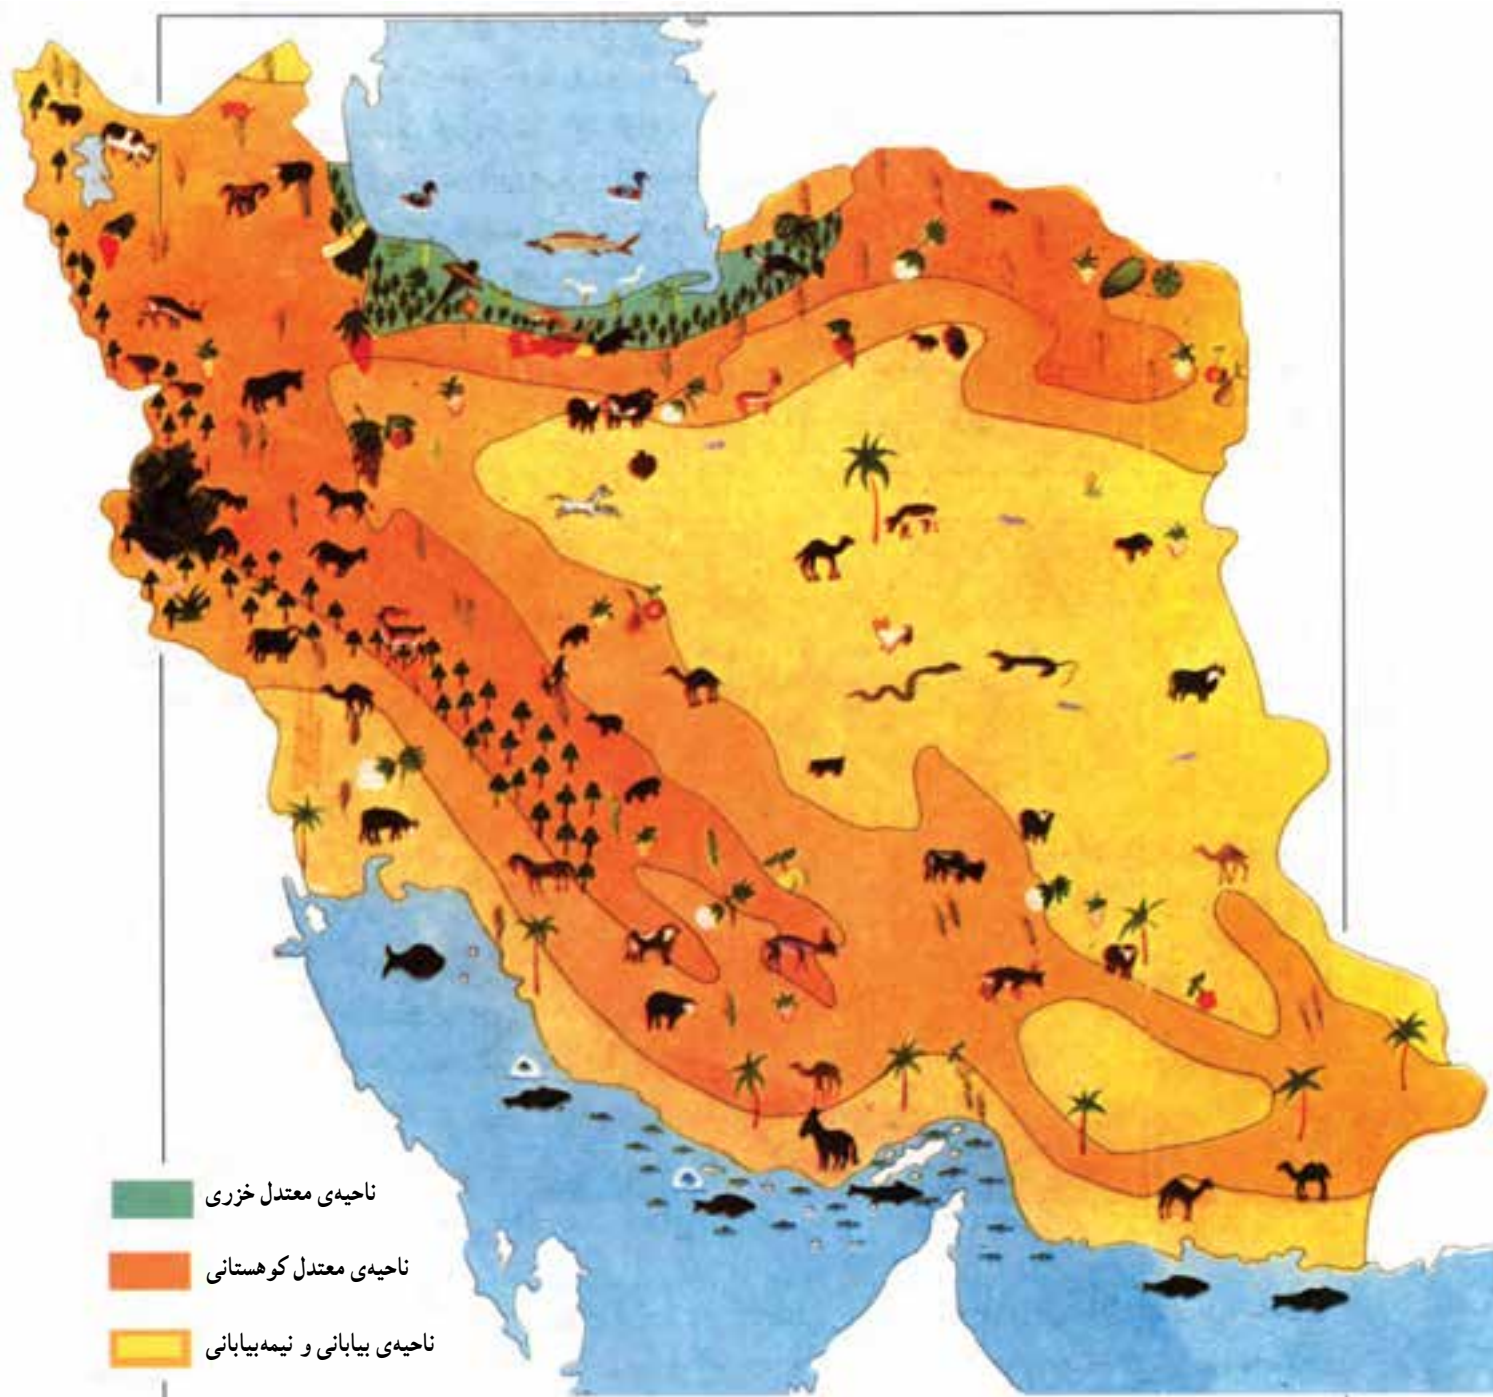 ناحیه‌ی معتدل خزری
ناحیه‌ی معتدل کوهستانی
ناحیه‌ی بیابانی و نیمه‌بیابانی